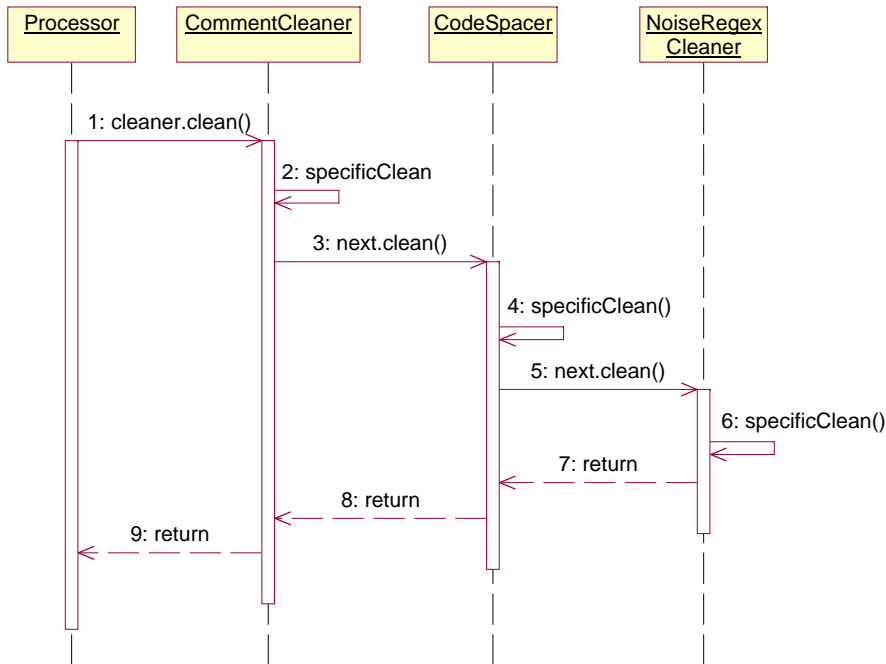 Processor
CommentCleaner
CodeSpacer
NoiseRegex
Cleaner
1: cleaner.clean()
2: specificClean
3: next.clean()
4: specificClean()
5: next.clean()
6: specificClean()
7: return
8: return
9: return